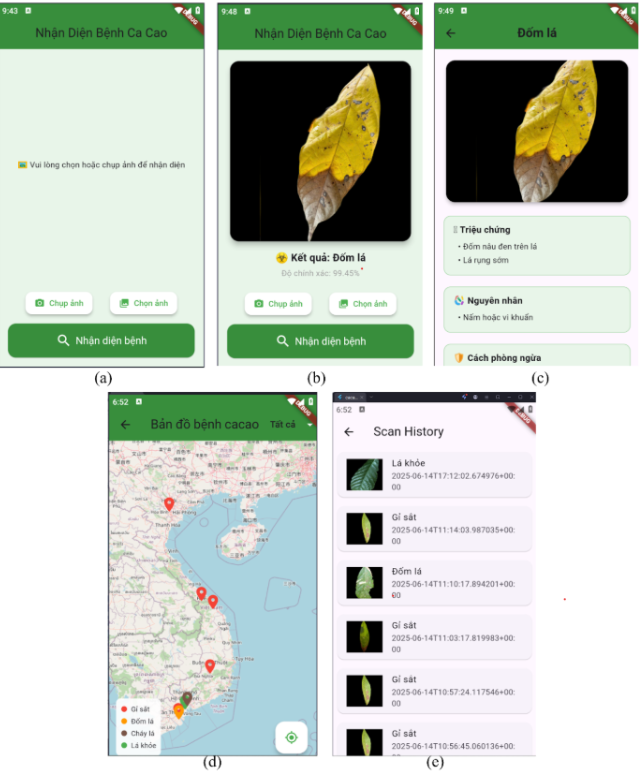 9:43
DEBUG
Nhận Diện Bệnh Ca Cao
Vui lòng chọn hoặc chụp ảnh để nhận diện
Chụp ảnh
Chọn ảnh
Nhận diện bệnh
(a)
9:48
DEBUG
Nhận Diện Bệnh Ca Cao
Kết quả: Đốm lá
Độ chính xác: 99.45%
Chụp ảnh
Chọn ảnh
Nhận diện bệnh
(b)
9:49
DEBUG
Đốm lá
Triệu chứng
• Đốm nâu đen trên lá
• Lá rụng sớm
Nguyên nhân
• Nấm hoặc vi khuẩn
Cách phòng ngừa
(c)
6:52
Bản đồ bệnh cacao
Tất cả
Gỉ sắt
Đốm lá
Cháy lá
Lá khỏe
(d)
6:52
Scan History
Lá khỏe
2025-06-14T17:12:02.674976+00:
00
Gỉ sắt
2025-06-14T11:14:03.987035+00:
00
Đốm lá
2025-06-14T11:10:17.894201+00:
00
Gỉ sắt
2025-06-14T11:03:17.819983+00:
00
Gỉ sắt
2025-06-14T10:57:24.117546+00:
00
Gỉ sắt
2025-06-14T10:56:45.060136+00:
00
(e)